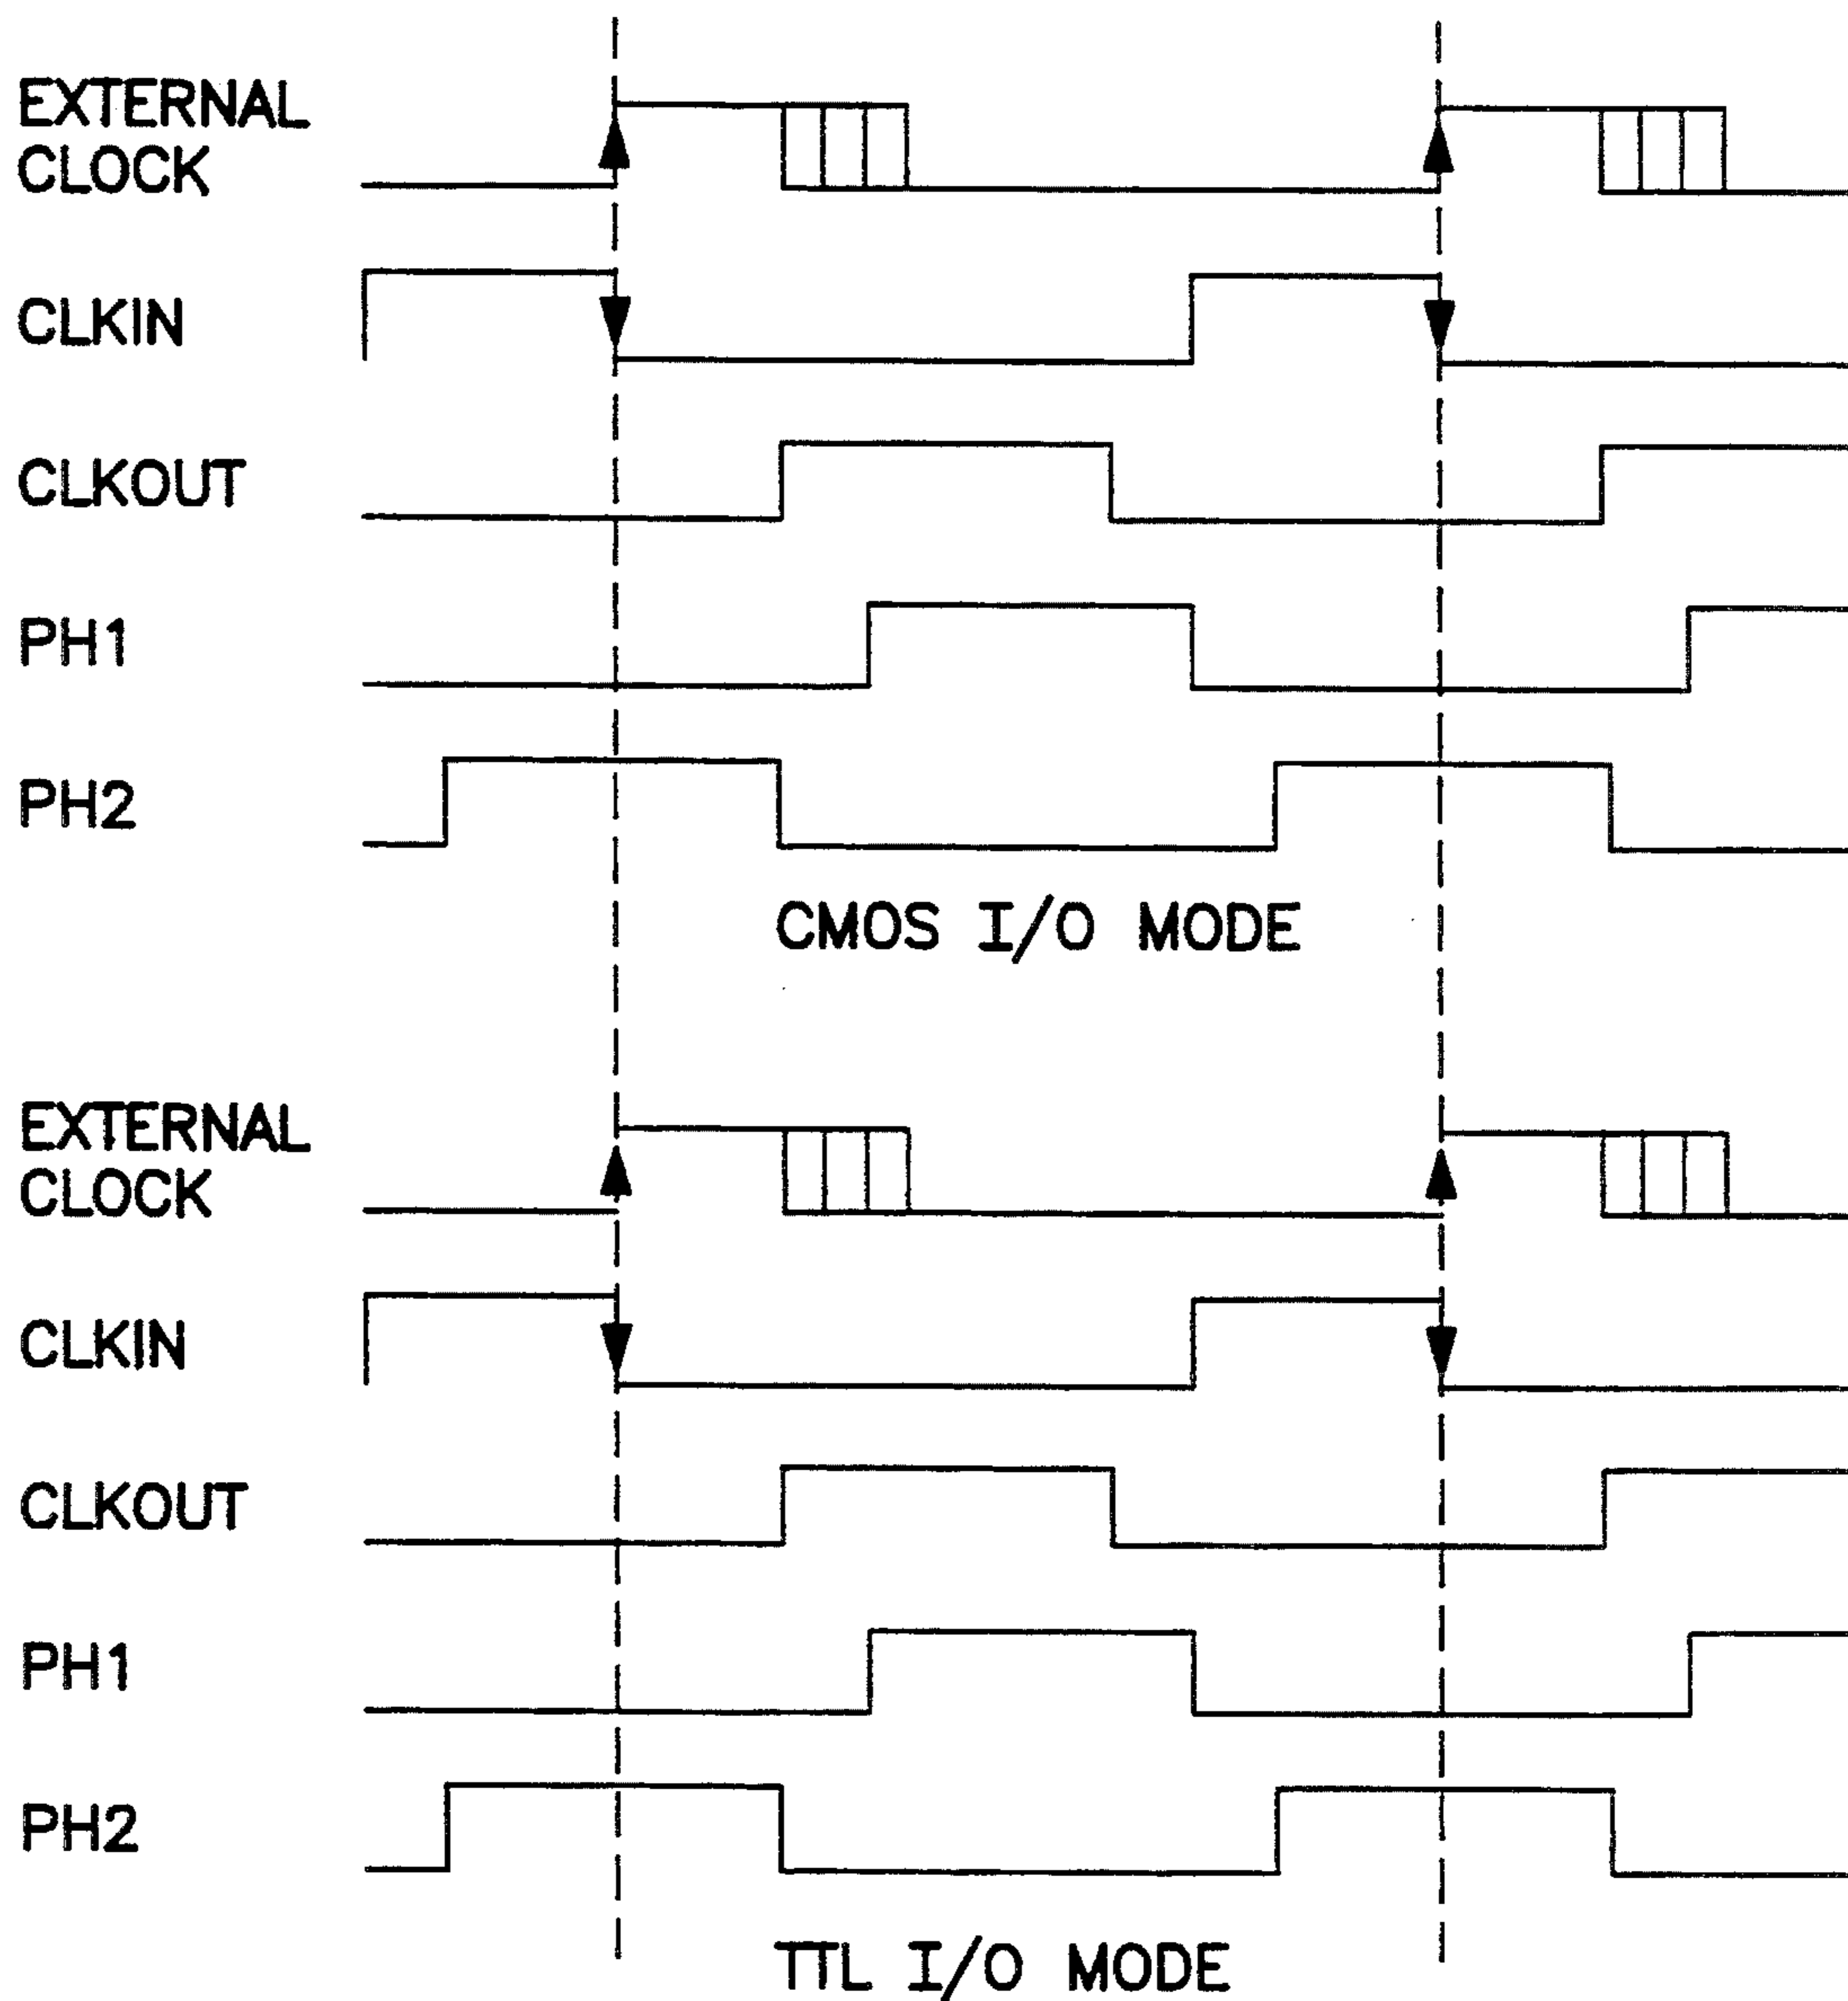 EXTERNAL
CLOCK
CLKIN
CLKOUT
PH1
PH2
CMOS I/O MODE
EXTERNAL
CLOCK
CLKIN
CLKOUT
PH1
PH2
TTL I/O MODE